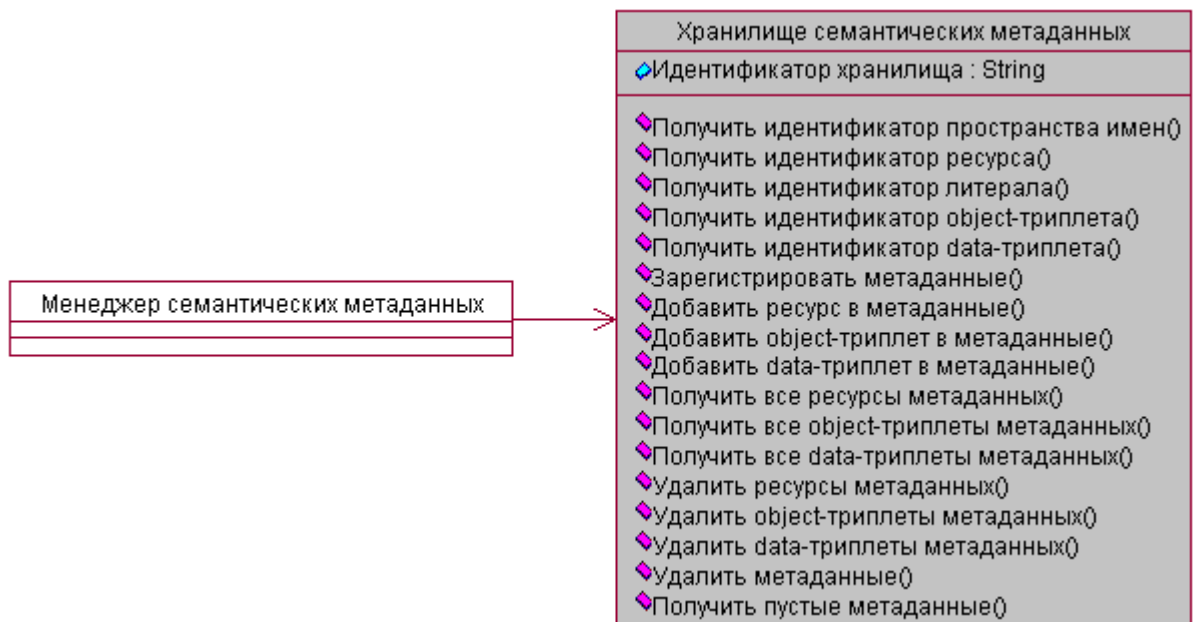 Хранилище семантических метаданных
Идентификатор хранилища : String
Получить идентификатор пространства имен()
Получить идентификатор ресурса()
Получить идентификатор литерала()
Получить идентификатор object-триплета()
Получить идентификатор data-триплета()
Зарегистрировать метаданные()
Добавить ресурс в метаданные()
Добавить object-триплет в метаданные()
Добавить data-триплет в метаданные()
Получить все ресурсы метаданных()
Получить все object-триплеты метаданных()
Получить все data-триплеты метаданных()
Удалить ресурсы метаданных()
Удалить object-триплеты метаданных()
Удалить data-триплеты метаданных()
Удалить метаданные()
Получить пустые метаданные()
Менеджер семантических метаданных